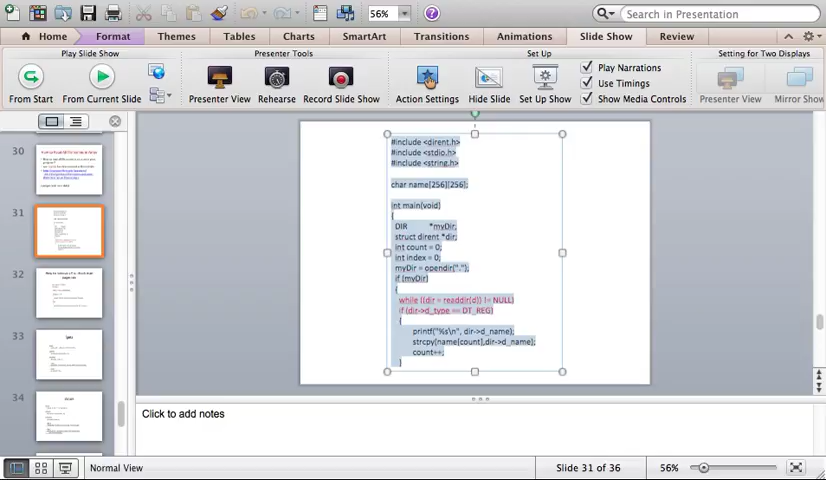 56%
Search in Presentation
Home
Format
Themes
Tables
Charts
SmartArt
Transitions
Animations
Slide Show
Review
Play Slide Show
Presenter Tools
Set Up
Setting for Two Displays
From Start
From Current Slide
Presenter View
Rehearse
Record Slide Show
Action Settings
Hide Slide
Set Up Show
Play Narrations
Use Timings
Show Media Controls
Presenter View
Mirror Show
30
31
32
33
34
#include <dirent.h>
#include <stdio.h>
#include <string.h>
char name[256][256];
int main(void)
{
DIR *myDir;
struct dirent *dir;
int count = 0;
int index = 0;
myDir = opendir(".");
if (myDir)
{
while ((dir = readdir(d)) != NULL)
if (dir->d_type == DT_REG)
{
printf("%s\n", dir->d_name);
strcpy(name[count],dir->d_name);
count++;
}
Click to add notes
Normal View
Slide 31 of 36
56%